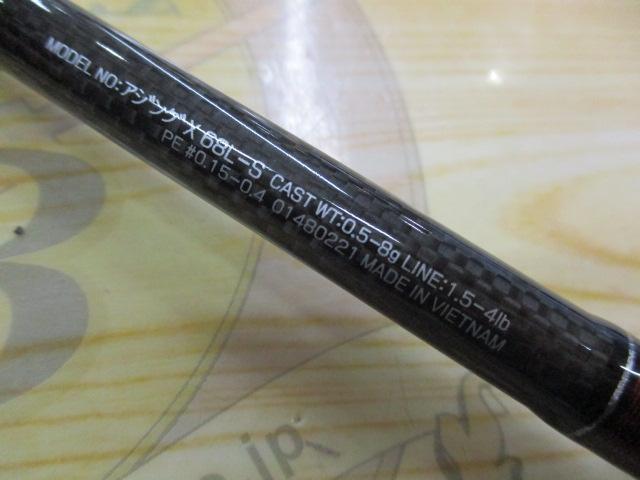 MODEL NO:アジング X 68L-S CAST WT:0.5-8g LINE:1.5-4lb
PE #0.15-0.4 01480221 MADE IN VIETNAM
.jp